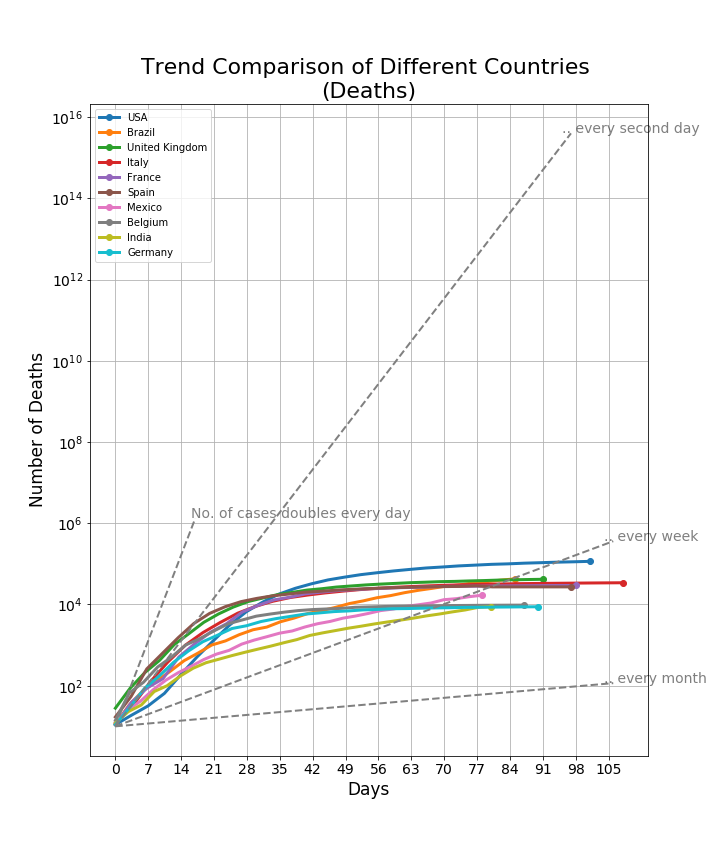 Trend Comparison of Different Countries
(Deaths)
10^16
10^14
10^12
10^10
10^8
10^6
10^4
10^2
Number of Deaths
USA
Brazil
United Kingdom
Italy
France
Spain
Mexico
Belgium
India
Germany
every second day
No. of cases doubles every day
every week
every month
0 7 14 21 28 35 42 49 56 63 70 77 84 91 98 105
Days